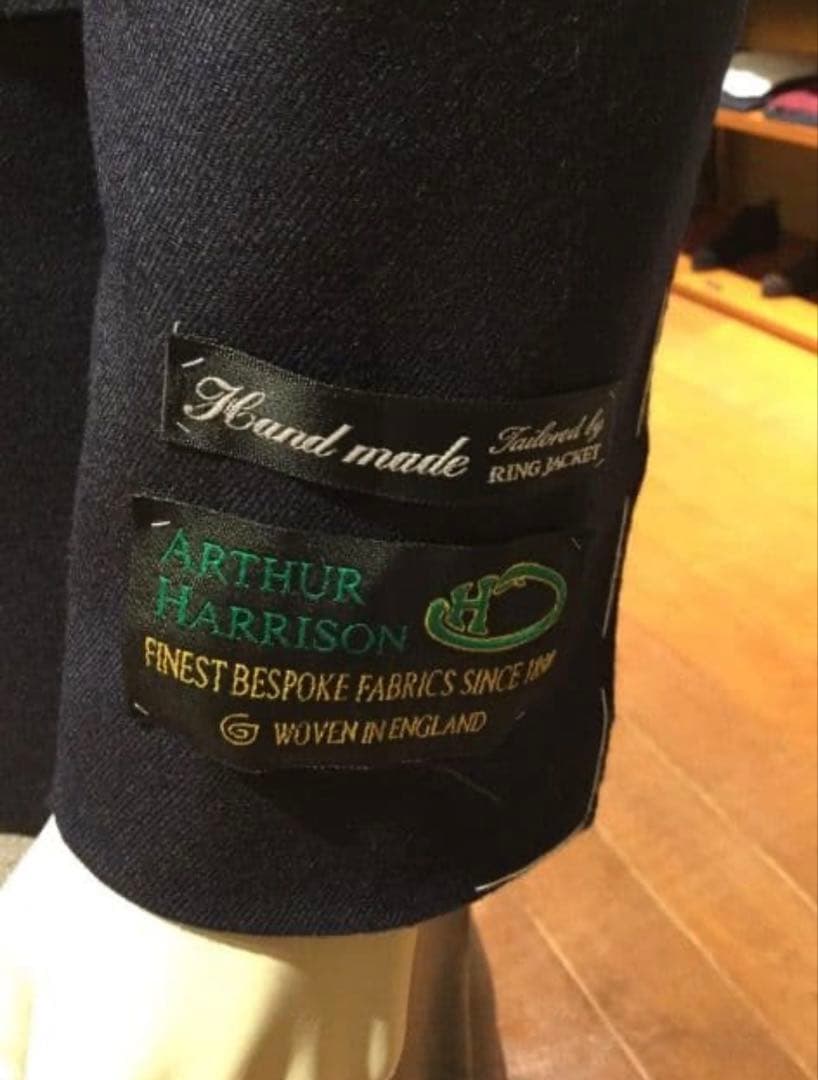 Hand made
Tailored by
RING JACKET
ARTHUR
HARRISON
H
FINEST BESPOKE FABRICS SINCE
WOVEN IN ENGLAND